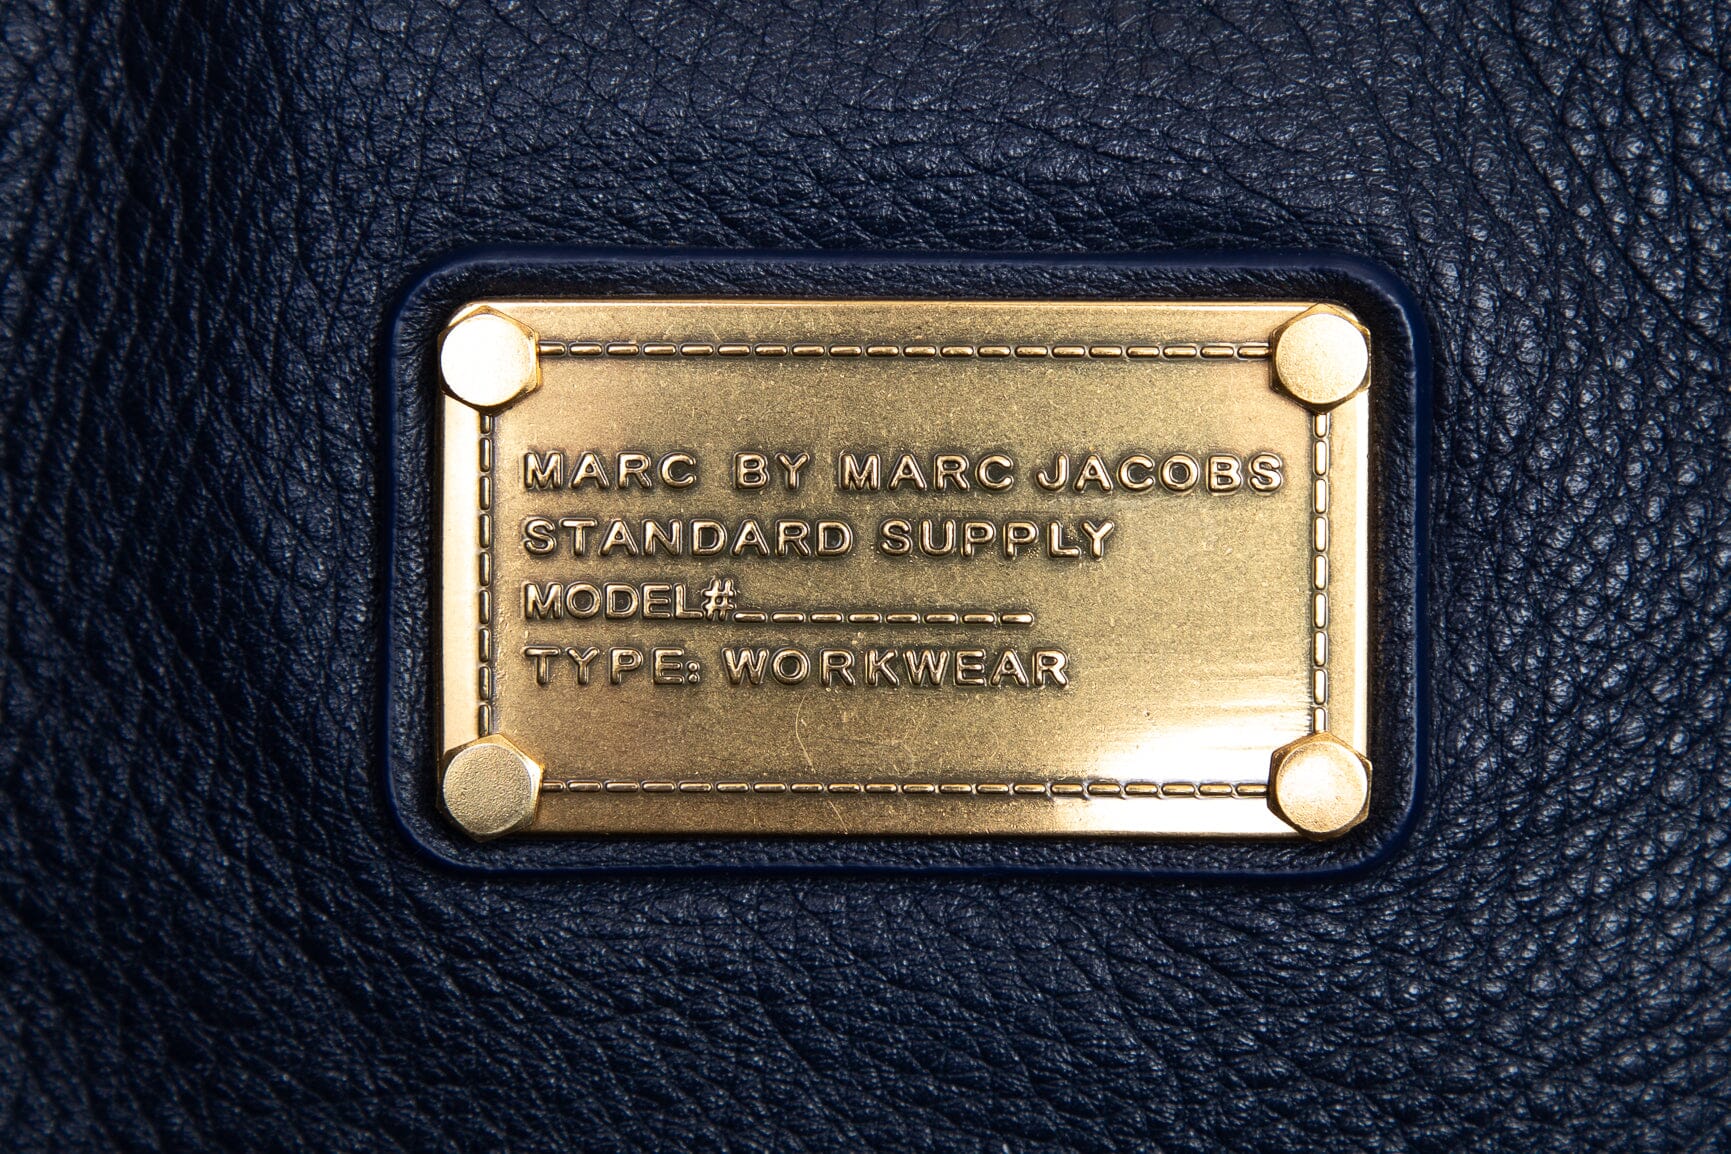 MARC BY MARC JACOBS
STANDARD SUPPLY
MODEL#_________
TYPE: WORKWEAR